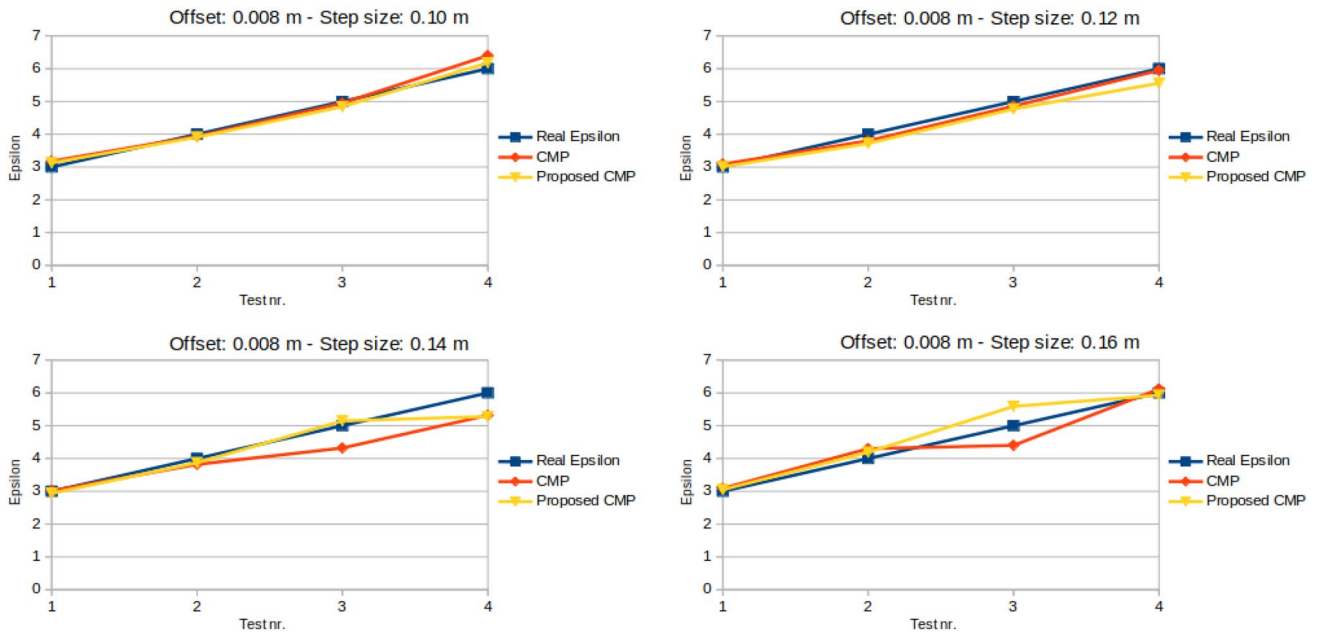 Offset: 0.008 m - Step size: 0.10 m
7
6
5
4
3
2
1
0
Epsilon
1 2 3 4
Test nr.
Real Epsilon
CMP
Proposed CMP
Offset: 0.008 m - Step size: 0.12 m
7
6
5
4
3
2
1
0
Epsilon
1 2 3 4
Test nr.
Real Epsilon
CMP
Proposed CMP
Offset: 0.008 m - Step size: 0.14 m
7
6
5
4
3
2
1
0
Epsilon
1 2 3 4
Test nr.
Real Epsilon
CMP
Proposed CMP
Offset: 0.008 m - Step size: 0.16 m
7
6
5
4
3
2
1
0
Epsilon
1 2 3 4
Test nr.
Real Epsilon
CMP
Proposed CMP